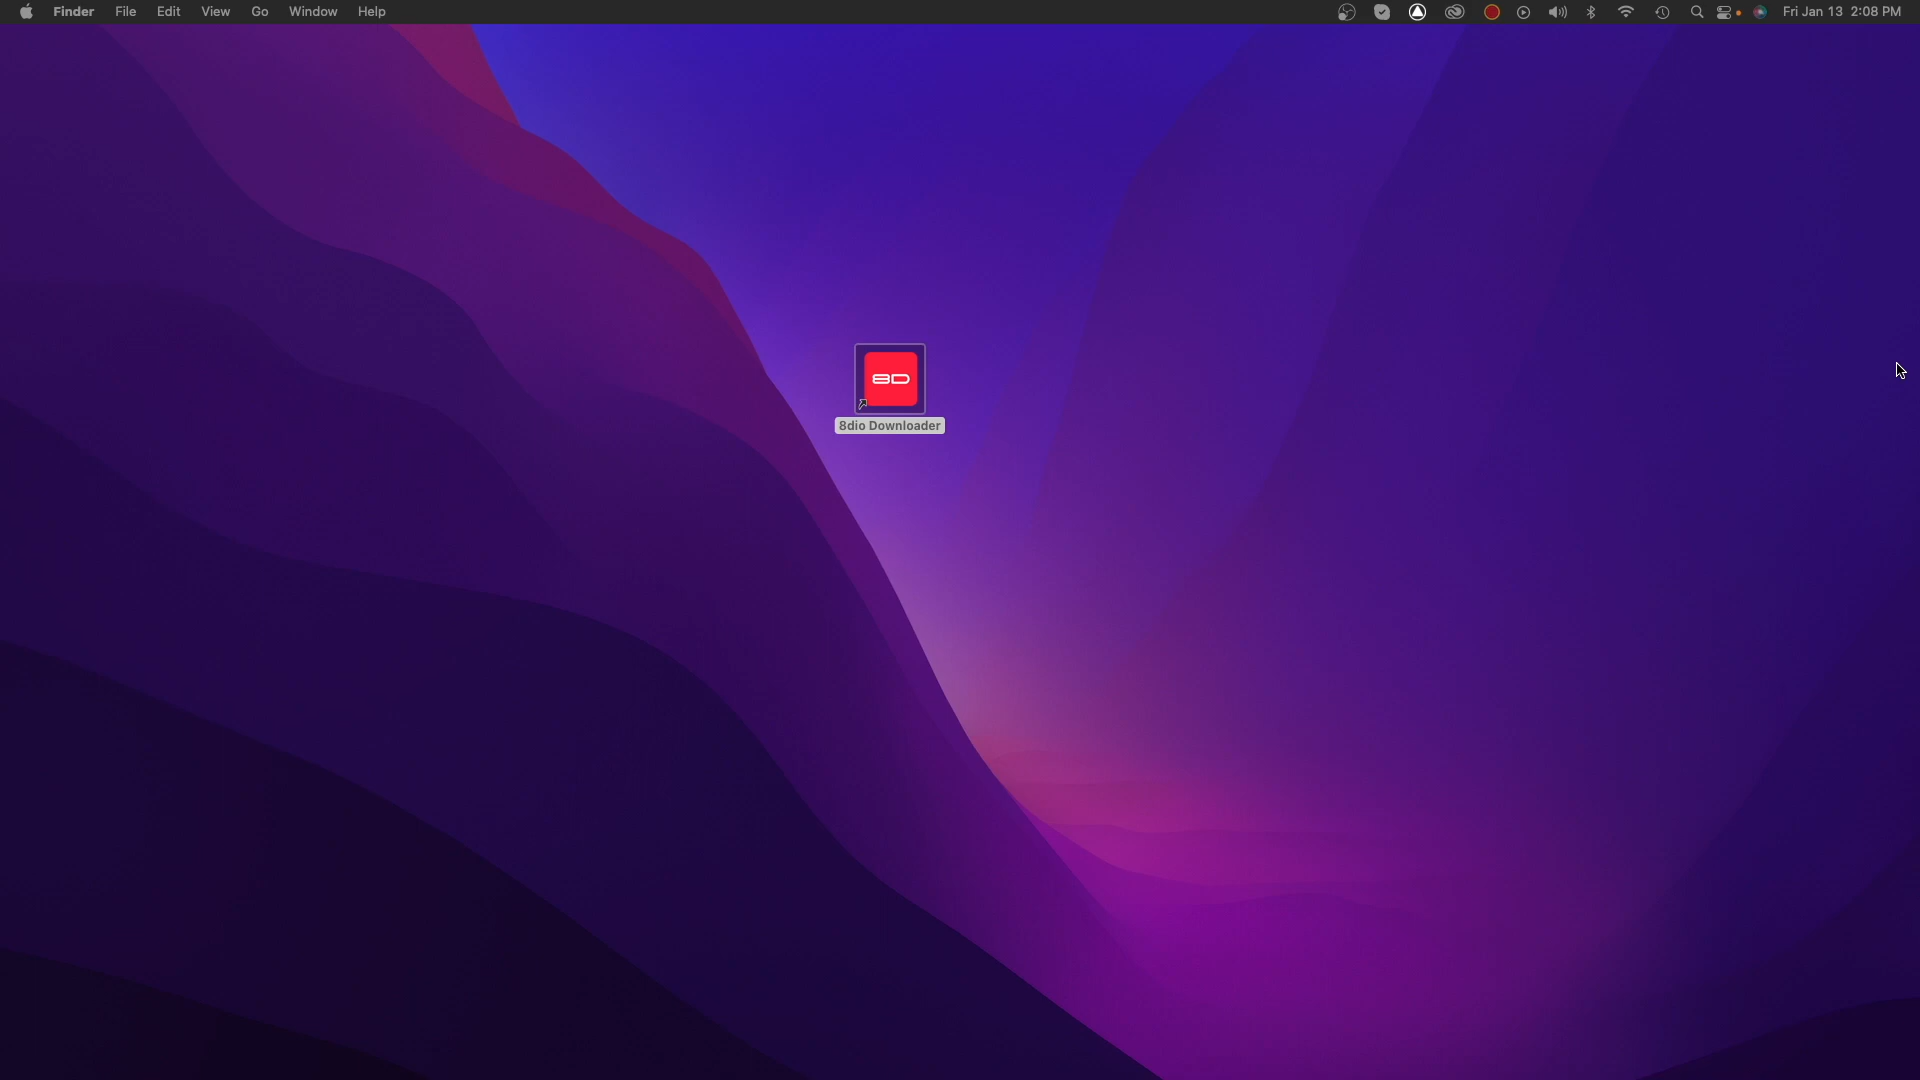 Finder File Edit View Go Window Help Fri Jan 13 2:08 PM
8D
8dio Downloader